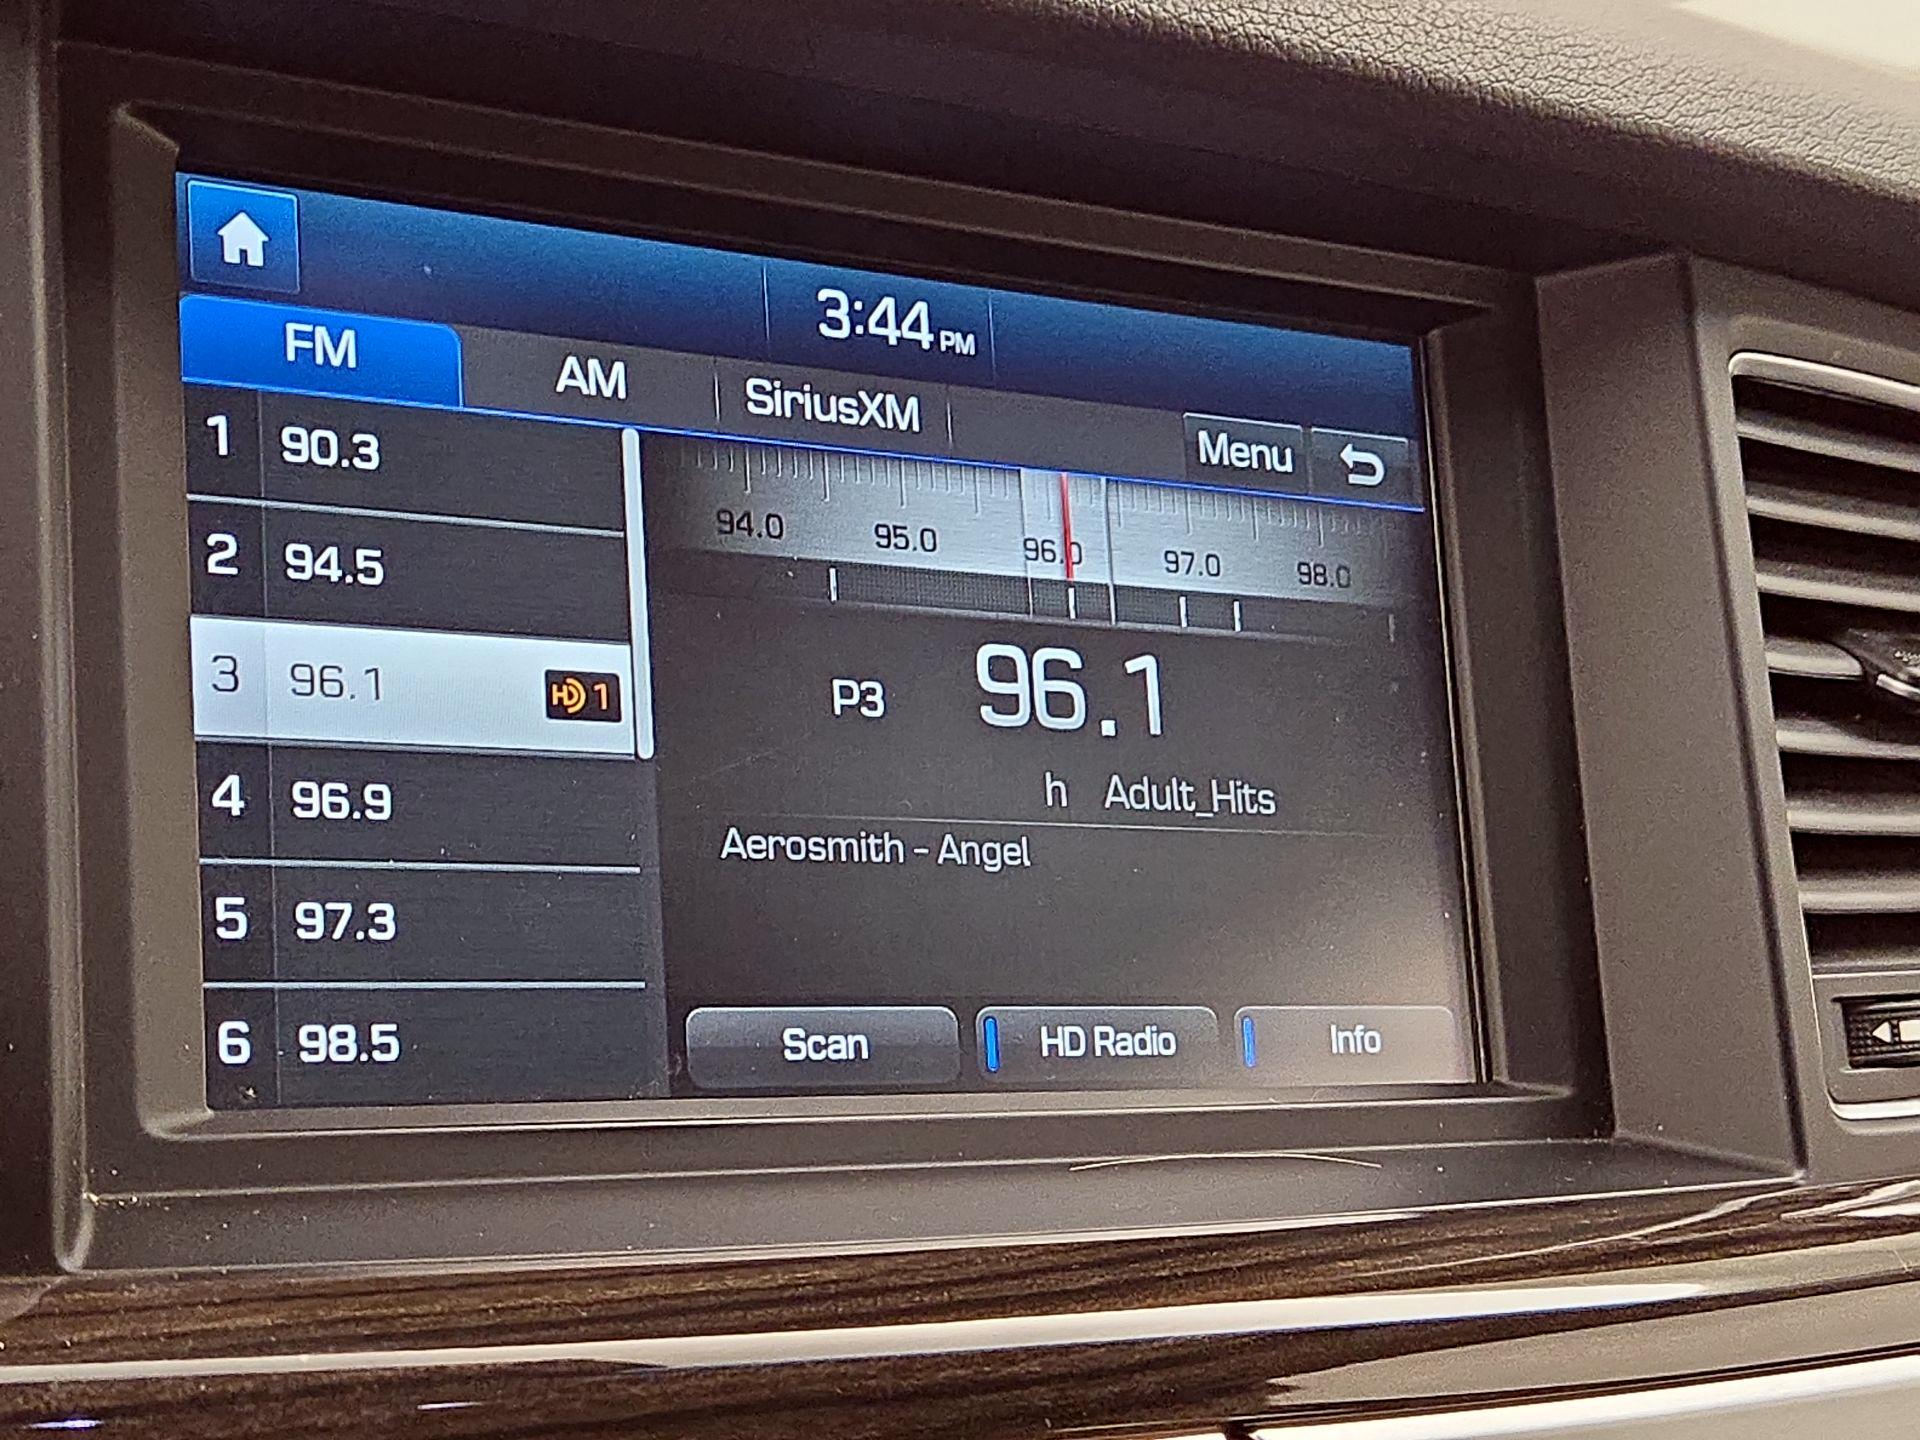 3:44 PM
FM AM SiriusXM Menu
1 90.3
2 94.5
3 96.1 HD 1
4 96.9
5 97.3
6 98.5
94.0 95.0 96.0 97.0 98.0
P3 96.1
h Adult_Hits
Aerosmith - Angel
Scan HD Radio Info